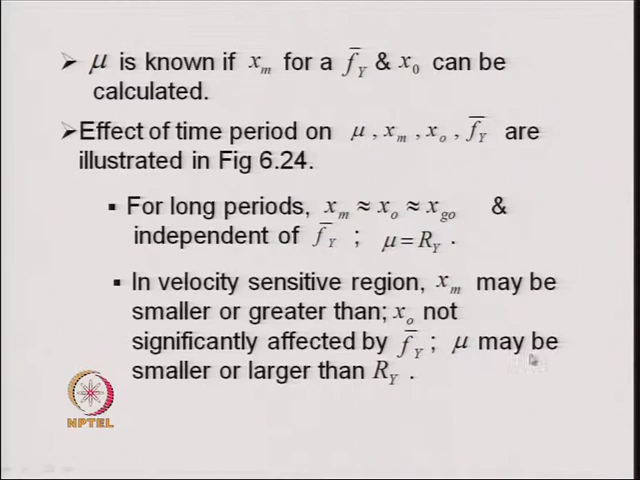 ➢ μ is known if x_m for a f̅_Y & x_0 can be
calculated.
➢Effect of time period on μ , x_m , x_o , f̅_Y are
illustrated in Fig 6.24.
▪ For long periods, x_m ≈ x_o ≈ x_go &
independent of f̅_Y ; μ = R_Y .
▪ In velocity sensitive region, x_m may be
smaller or greater than; x_o not
significantly affected by f̅_Y ; μ may be
smaller or larger than R_Y .
NPTEL